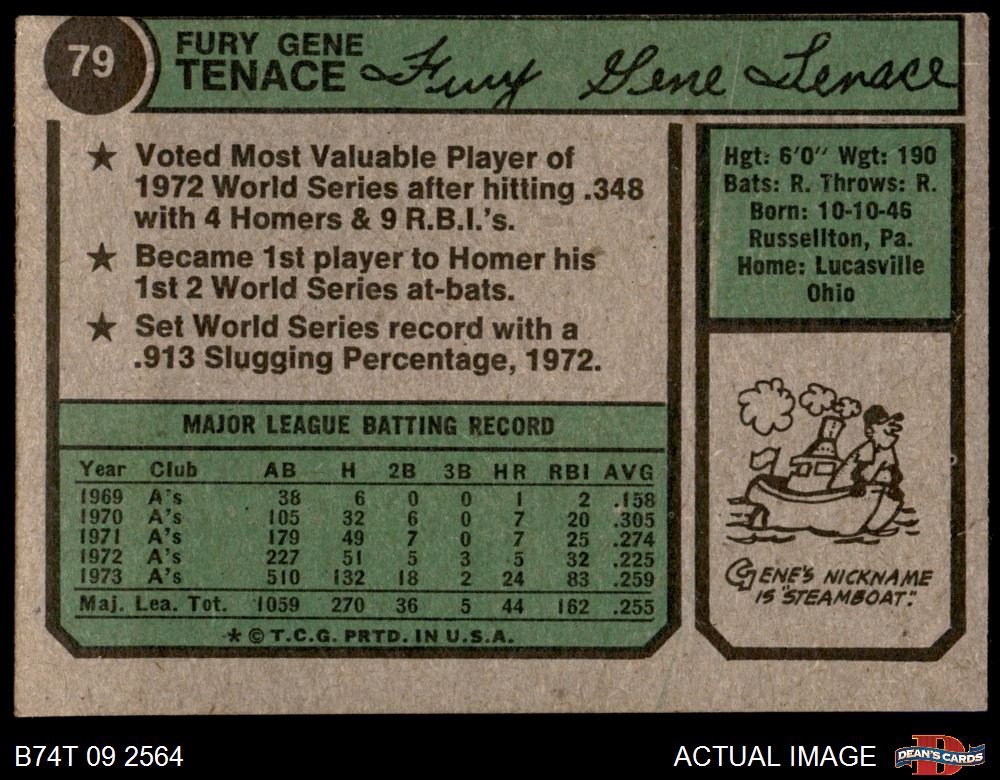 79
FURY GENE
TENACE
Fury Gene Tenace
★ Voted Most Valuable Player of
1972 World Series after hitting .348
with 4 Homers & 9 R.B.I.'s.
★ Became 1st player to Homer his
1st 2 World Series at-bats.
★ Set World Series record with a
.913 Slugging Percentage, 1972.
Hgt: 6'0" Wgt: 190
Bats: R. Throws: R.
Born: 10-10-46
Russellton, Pa.
Home: Lucasville
Ohio
MAJOR LEAGUE BATTING RECORD
Year Club AB H 2B 3B HR RBI AVG
1969 A's 38 6 0 0 1 2 .158
1970 A's 105 32 6 0 7 20 .305
1971 A's 179 49 7 0 7 25 .274
1972 A's 227 51 5 3 5 32 .225
1973 A's 510 132 18 2 24 83 .259
Maj. Lea. Tot. 1059 270 36 5 44 162 .255
★ © T.C.G. PRTD. IN U.S.A.
GENE'S NICKNAME
IS "STEAMBOAT."
B74T 09 2564
ACTUAL IMAGE
DEAN'S CARDS